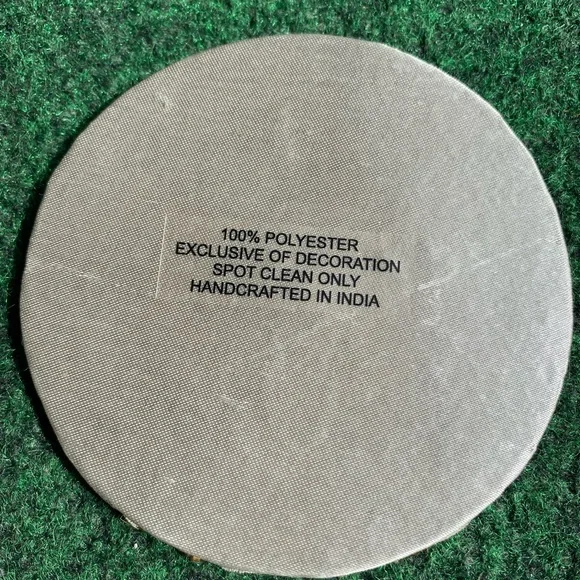 100% POLYESTER
EXCLUSIVE OF DECORATION
SPOT CLEAN ONLY
HANDCRAFTED IN INDIA